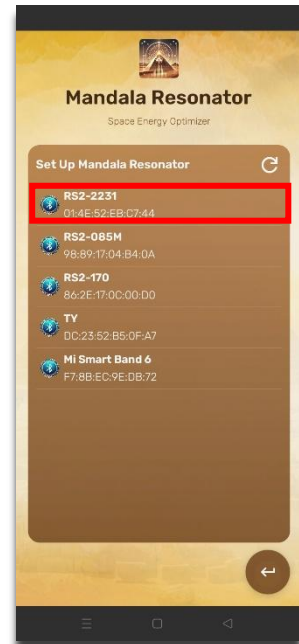 Mandala Resonator
Space Energy Optimizer
Set Up Mandala Resonator
RS2-2231
01:4E:52:EB:C7:44
RS2-085M
98:89:17:04:B4:0A
RS2-170
86:2E:17:0C:00:D0
TY
DC:23:52:B5:0F:A7
Mi Smart Band 6
F7:8B:EC:9E:DB:72